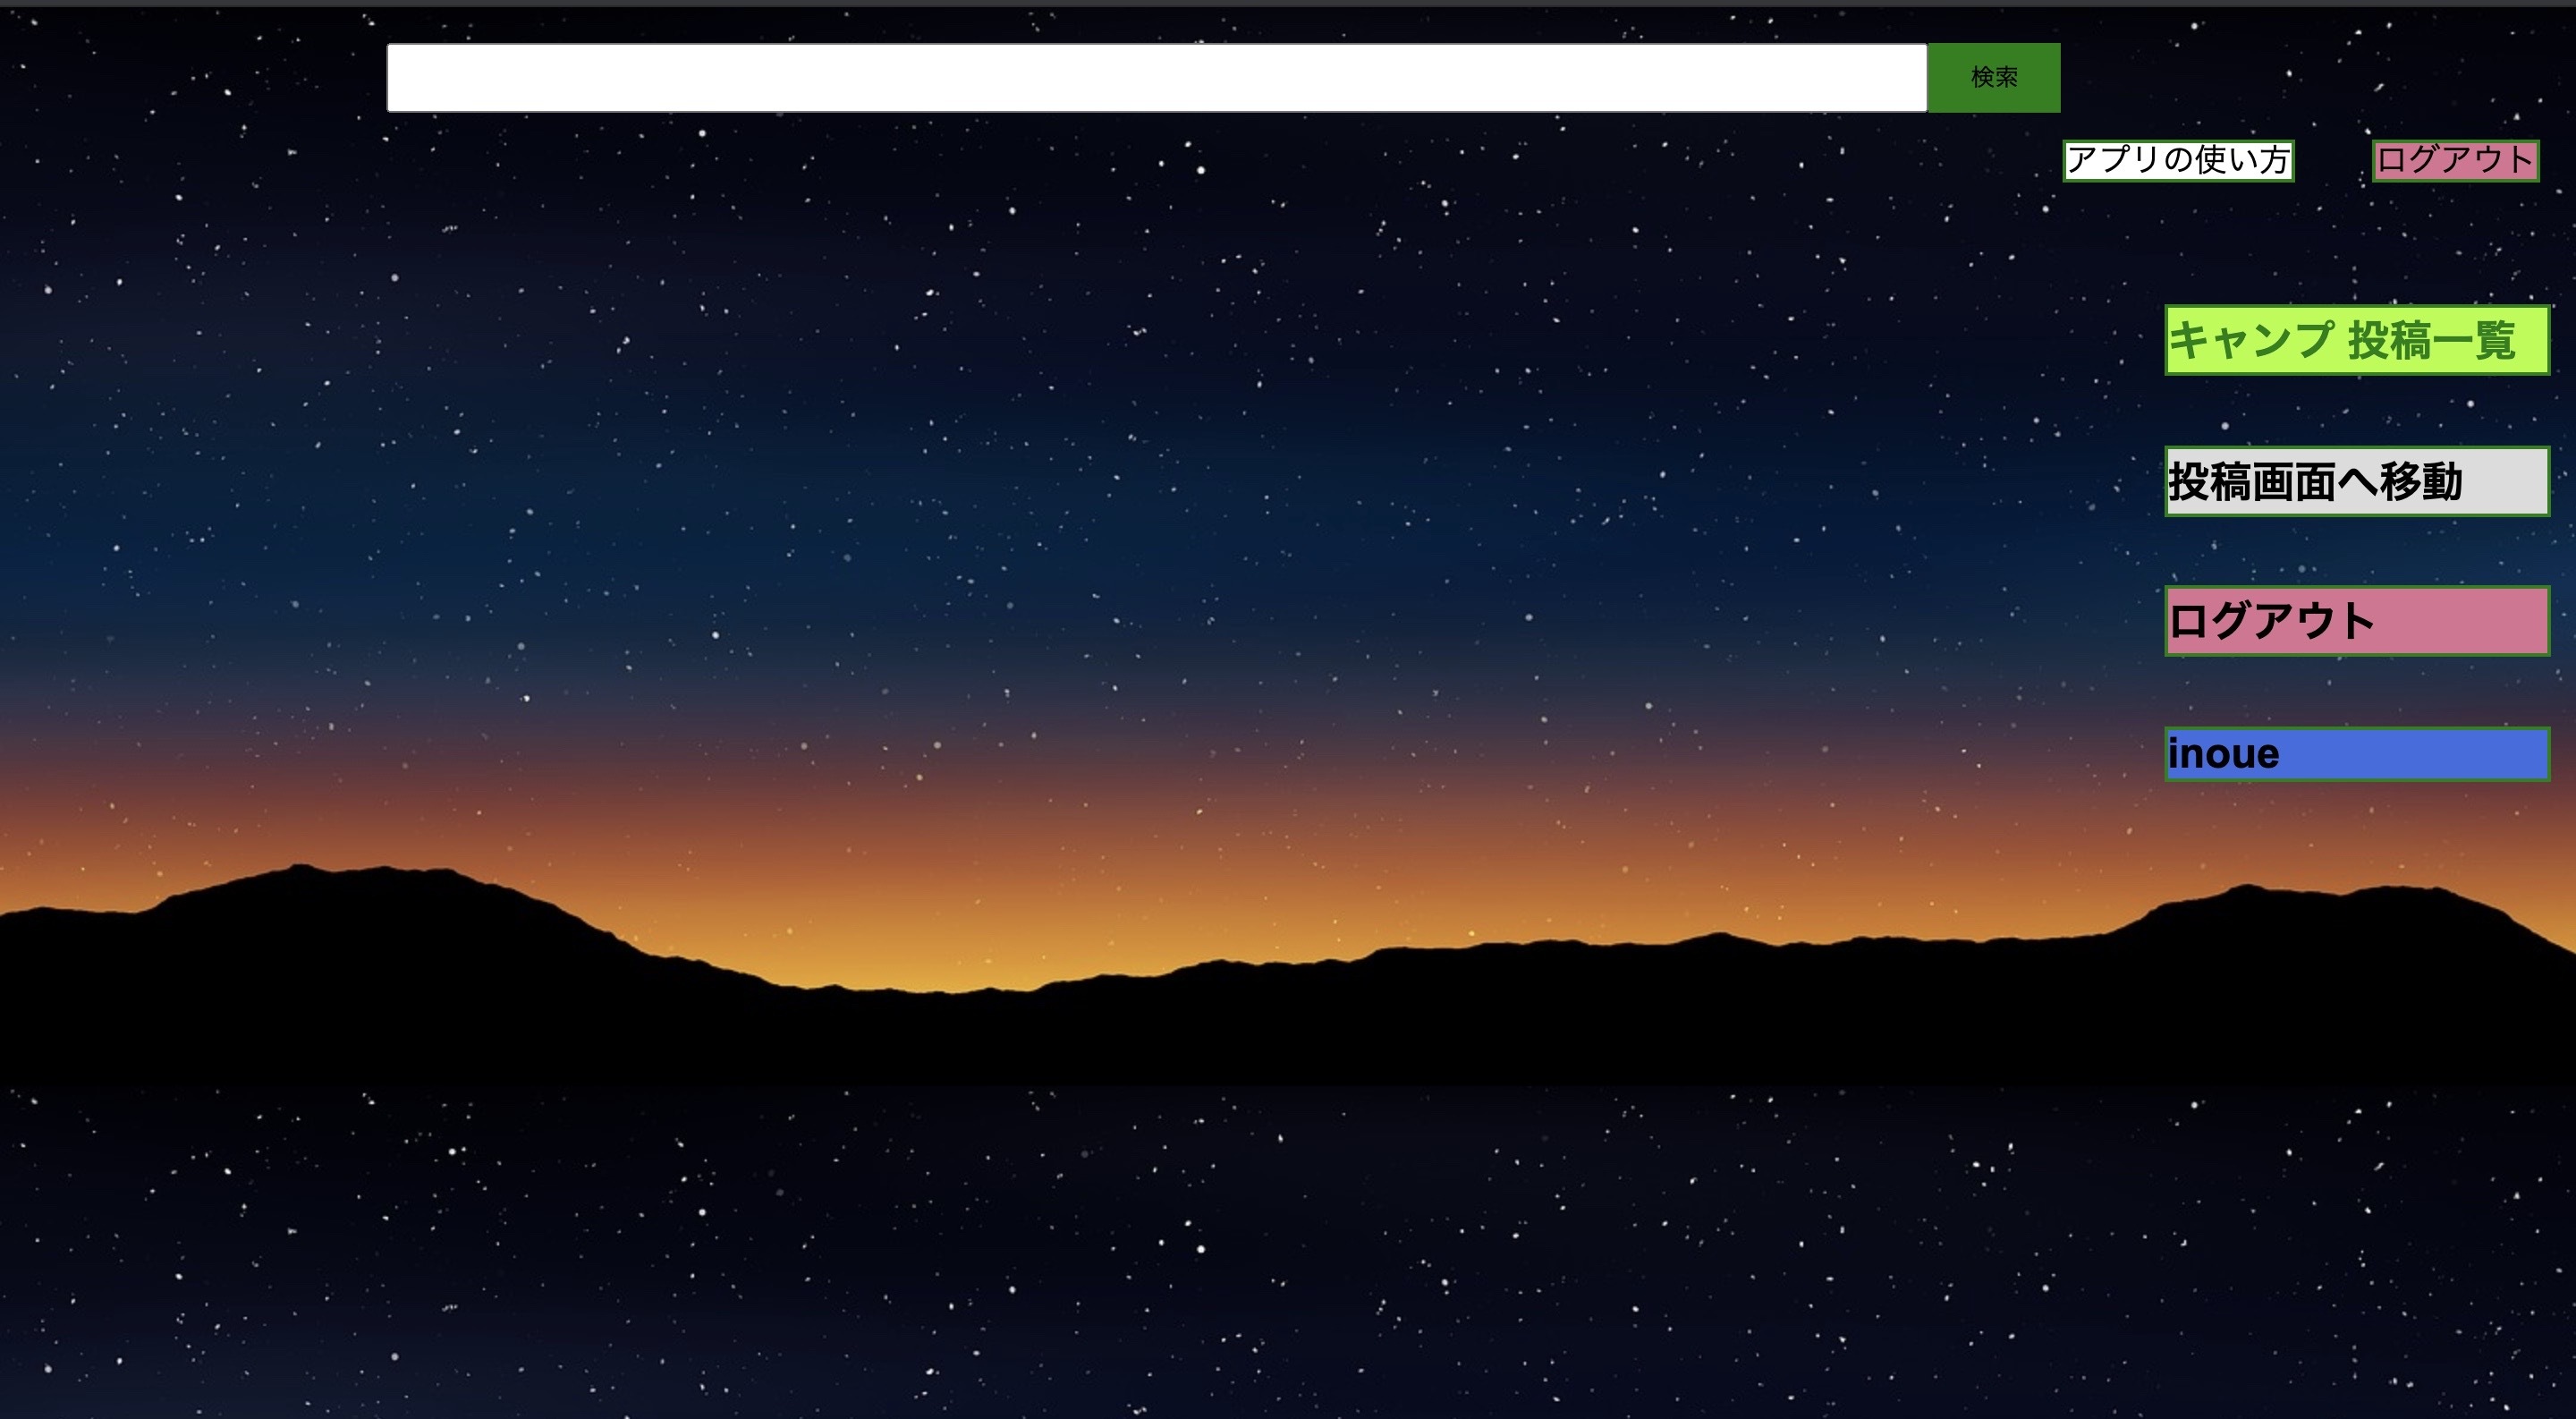 検索
アプリの使い方
ログアウト
キャンプ 投稿一覧
投稿画面へ移動
ログアウト
inoue